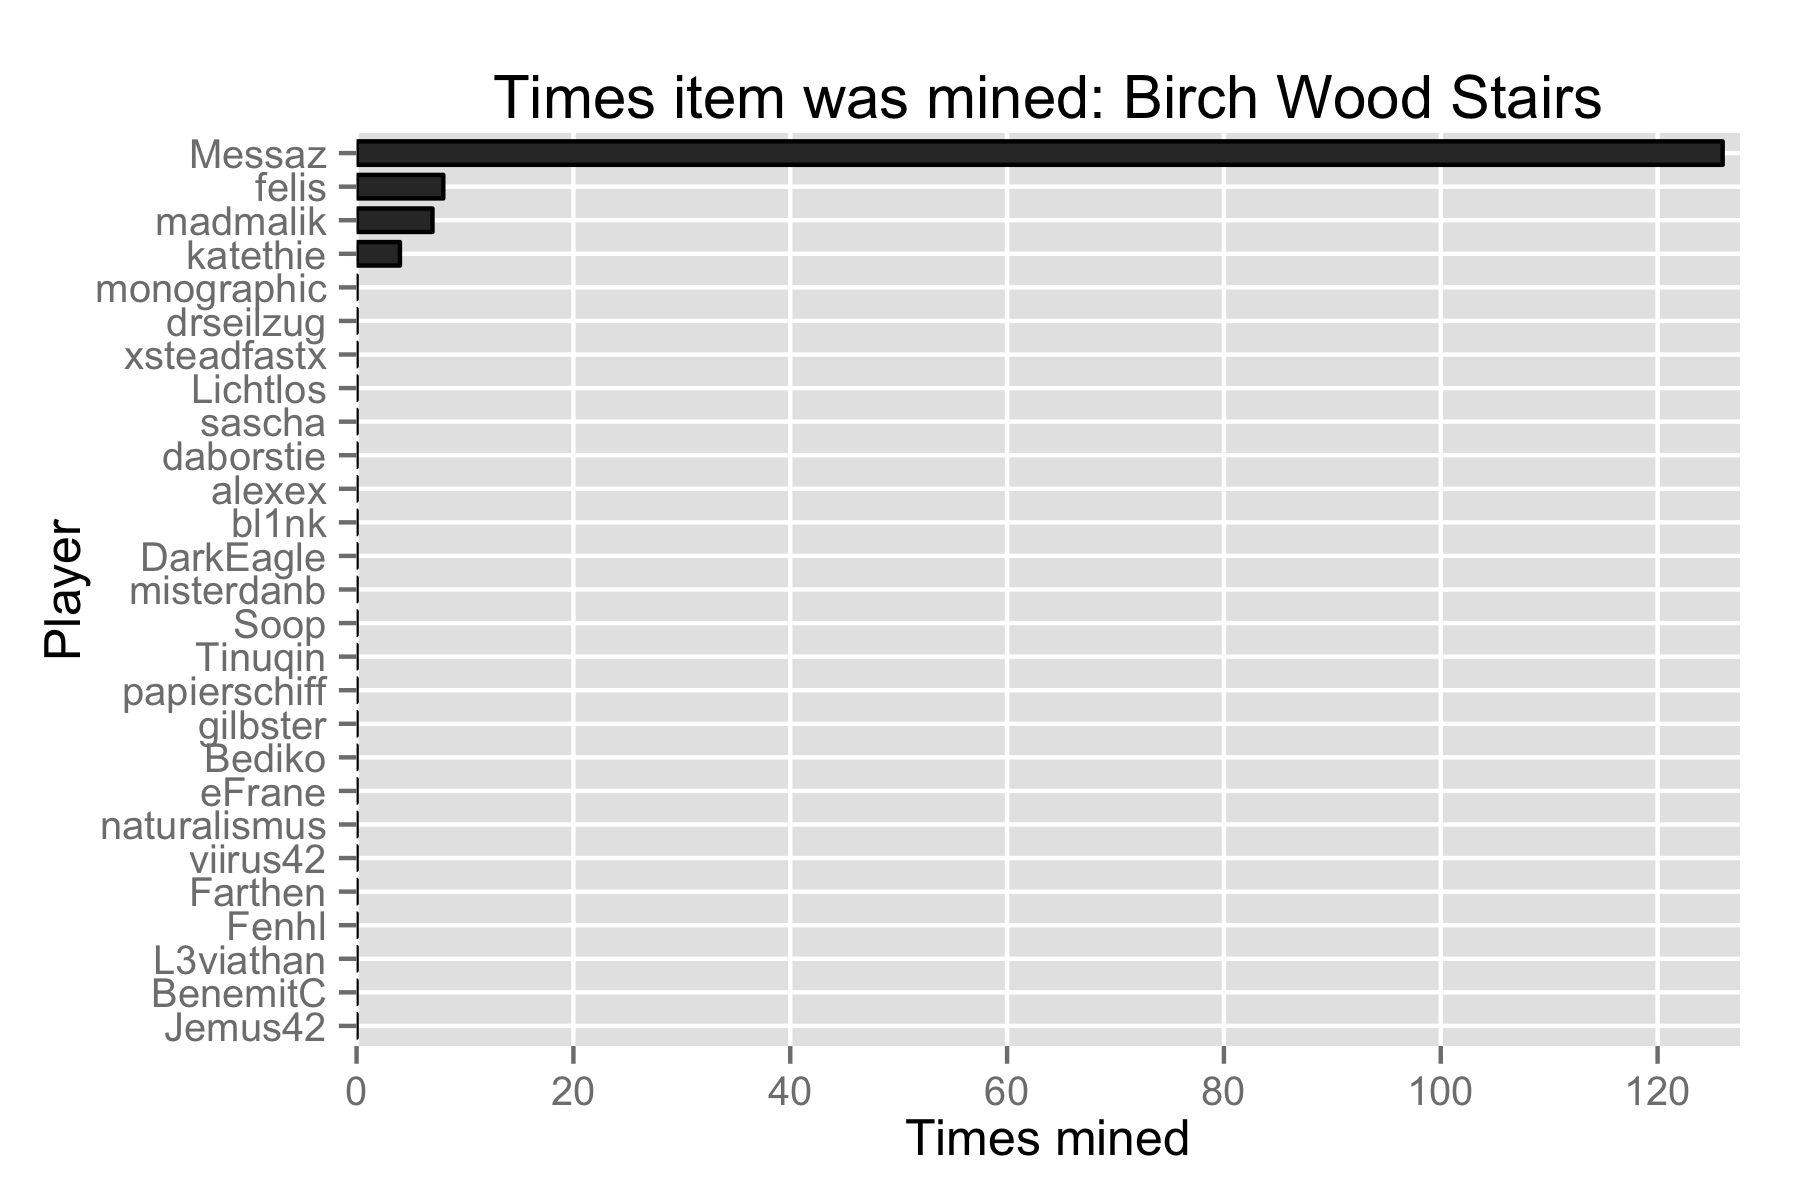 Times item was mined: Birch Wood Stairs
Player
Messaz
felis
madmalik
katethie
monographic
drseilzug
xsteadfastx
Lichtlos
sascha
daborstie
alexex
bl1nk
DarkEagle
misterdanb
Soop
Tinuqin
papierschiff
gilbster
Bediko
eFrane
naturalismus
viirus42
Farthen
Fenhl
L3viathan
BenemitC
Jemus42
0 20 40 60 80 100 120
Times mined